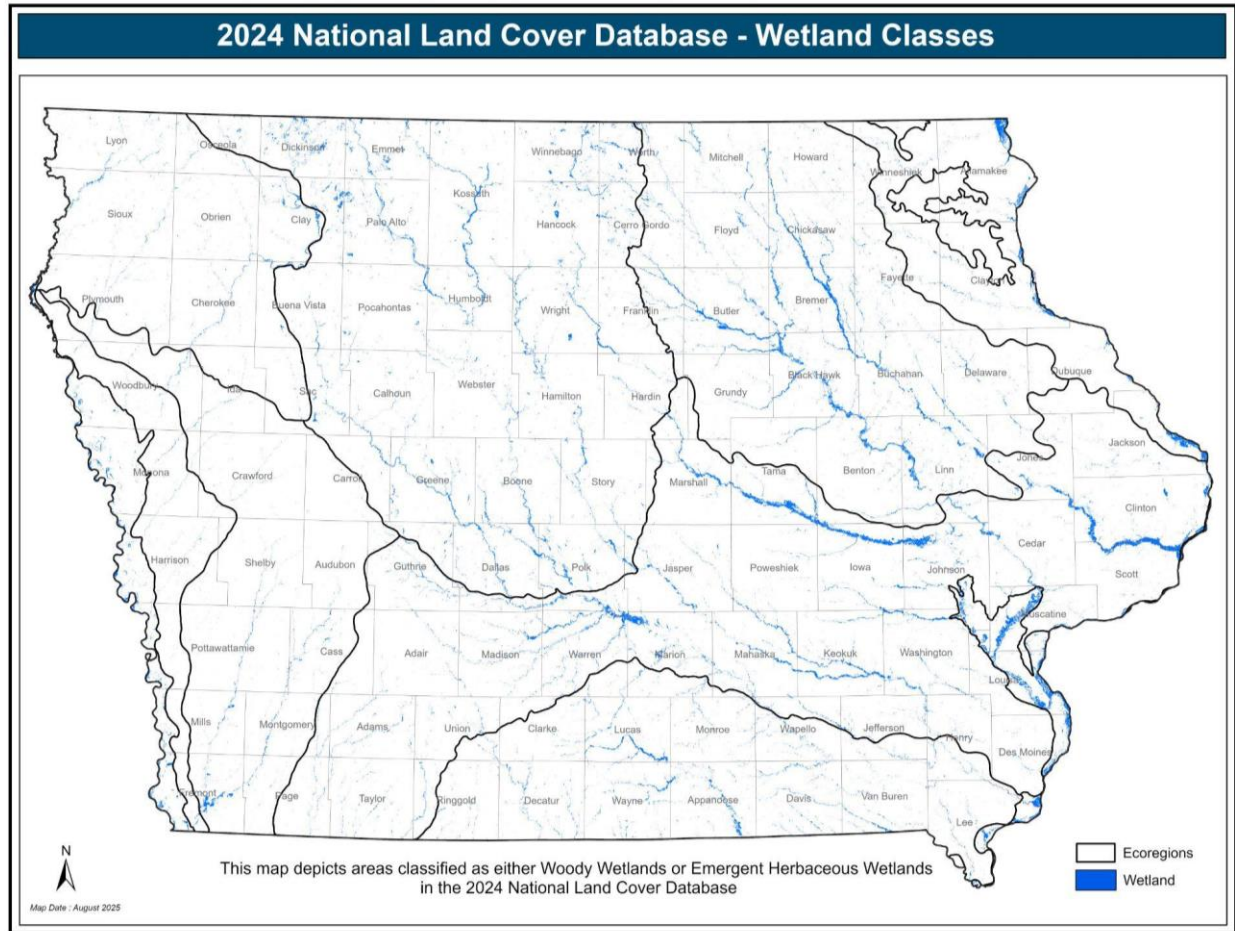 2024 National Land Cover Database - Wetland Classes
Lyon
Osceola
Dickinson
Emmet
Winnebago
Worth
Mitchell
Howard
Winneshiek
Allamakee
Kossuth
Sioux
Obrien
Clay
Palo Alto
Hancock
Cerro Gordo
Floyd
Chickasaw
Fayette
Clayton
Plymouth
Cherokee
Buena Vista
Pocahontas
Humboldt
Wright
Franklin
Butler
Bremer
Woodbury
Ida
Sac
Calhoun
Webster
Hamilton
Hardin
Grundy
Black Hawk
Buchanan
Delaware
Dubuque
Jackson
Monona
Crawford
Carroll
Greene
Boone
Story
Marshall
Tama
Benton
Linn
Jones
Clinton
Harrison
Shelby
Audubon
Guthrie
Dallas
Polk
Jasper
Poweshiek
Iowa
Johnson
Cedar
Scott
Muscatine
Pottawattamie
Cass
Adair
Madison
Warren
Marion
Mahaska
Keokuk
Washington
Louisa
Mills
Montgomery
Adams
Union
Clarke
Lucas
Monroe
Wapello
Jefferson
Henry
Des Moines
Fremont
Page
Taylor
Ringgold
Decatur
Wayne
Appanoose
Davis
Van Buren
Lee
N
This map depicts areas classified as either Woody Wetlands or Emergent Herbaceous Wetlands
in the 2024 National Land Cover Database
Ecoregions
Wetland
Map Date : August 2025